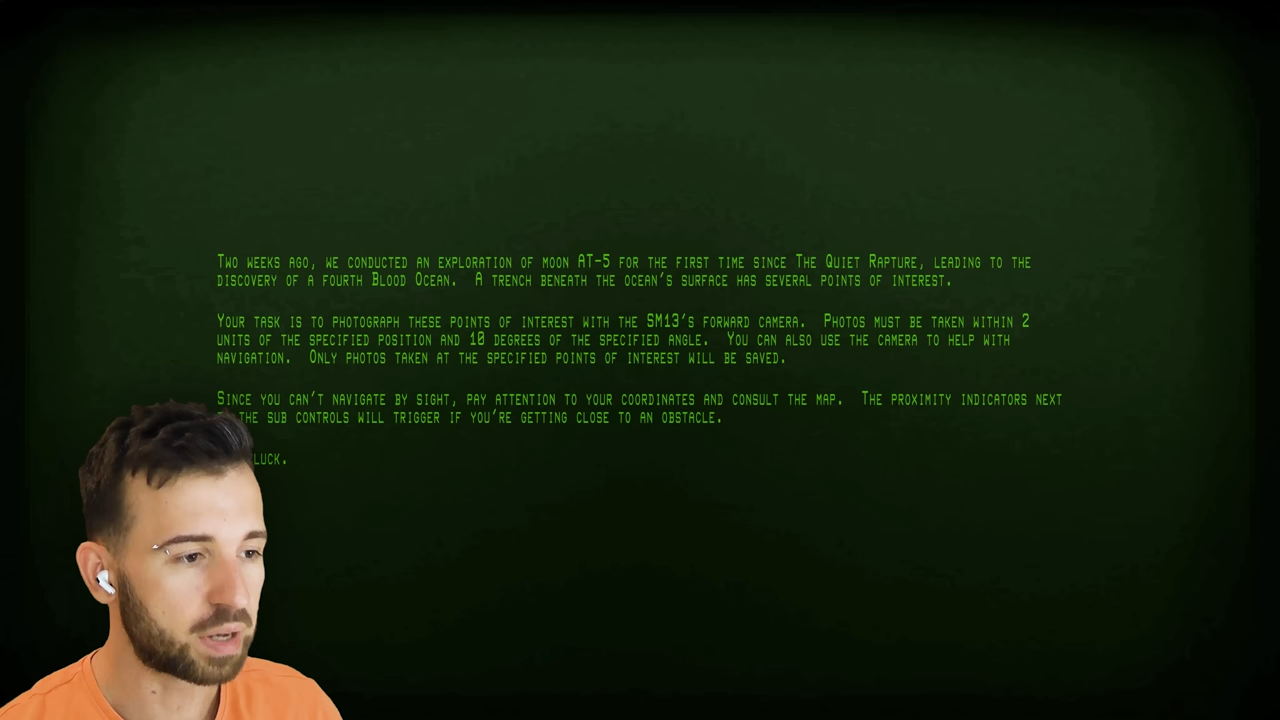 Two weeks ago, we conducted an exploration of moon AT-5 for the first time since The Quiet Rapture, leading to the
discovery of a fourth Blood Ocean. A trench beneath the ocean's surface has several points of interest.
Your task is to photograph these points of interest with the SM13's forward camera. Photos must be taken within 2
units of the specified position and 10 degrees of the specified angle. You can also use the camera to help with
navigation. Only photos taken at the specified points of interest will be saved.
Since you can't navigate by sight, pay attention to your coordinates and consult the map. The proximity indicators next
the sub controls will trigger if you're getting close to an obstacle.
luck.